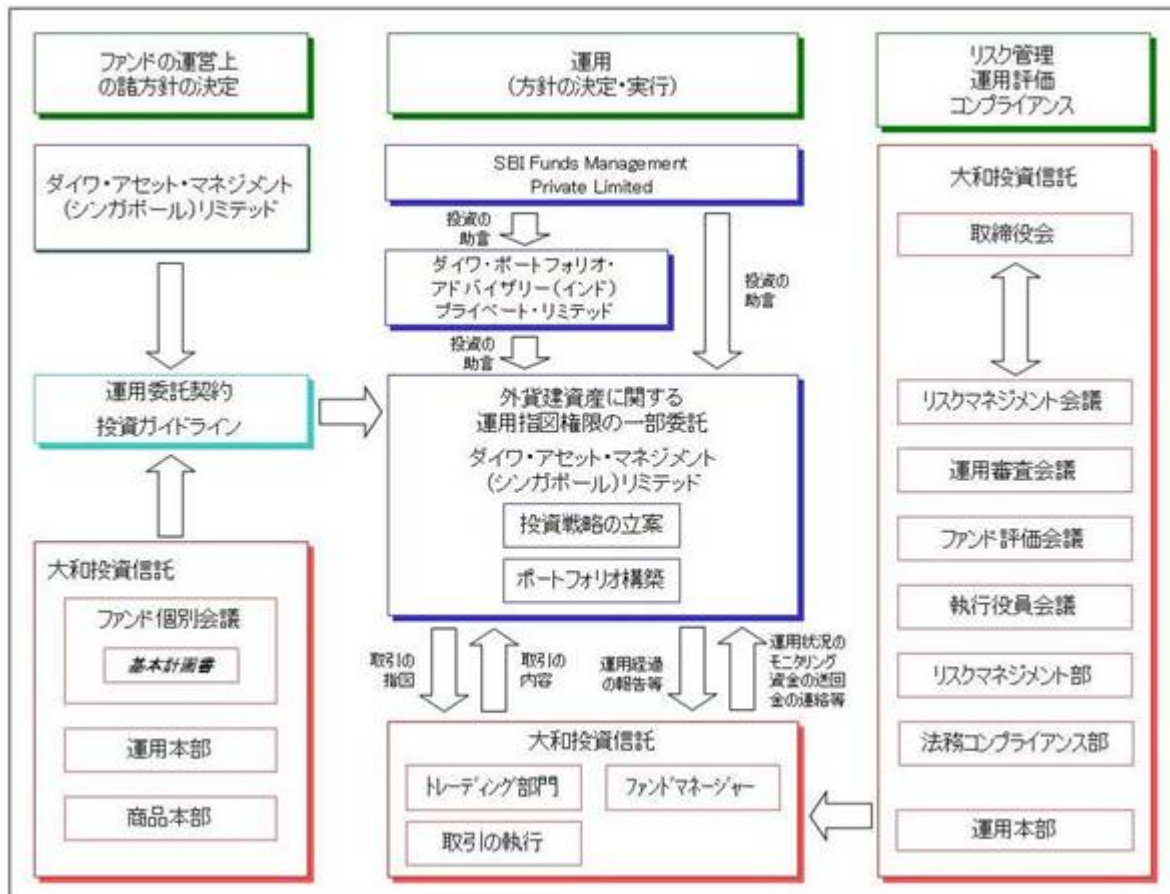 ファンドの運営上
の諸方針の決定
運用
(方針の決定・実行)
リスク管理
運用評価
コンプライアンス
ダイワ・アセット・マネジメント
(シンガポール)リミテッド
SBI Funds Management
Private Limited
投資の
助言
ダイワ・ポートフォリオ・
アドバイザリー(インド)
プライベート・リミテッド
投資の
助言
投資の
助言
運用委託契約
投資ガイドライン
外貨建資産に関する
運用指図権限の一部委託
ダイワ・アセット・マネジメント
(シンガポール)リミテッド
投資戦略の立案
ポートフォリオ構築
大和投資信託
ファンド個別会議
基本計画書
運用本部
商品本部
取引の
指図
取引の
内容
運用経過
の報告等
運用状況の
モニタリング
資金の送回
金の連絡等
大和投資信託
トレーディング部門
ファンドマネージャー
取引の執行
大和投資信託
取締役会
リスクマネジメント会議
運用審査会議
ファンド評価会議
執行役員会議
リスクマネジメント部
法務コンプライアンス部
運用本部